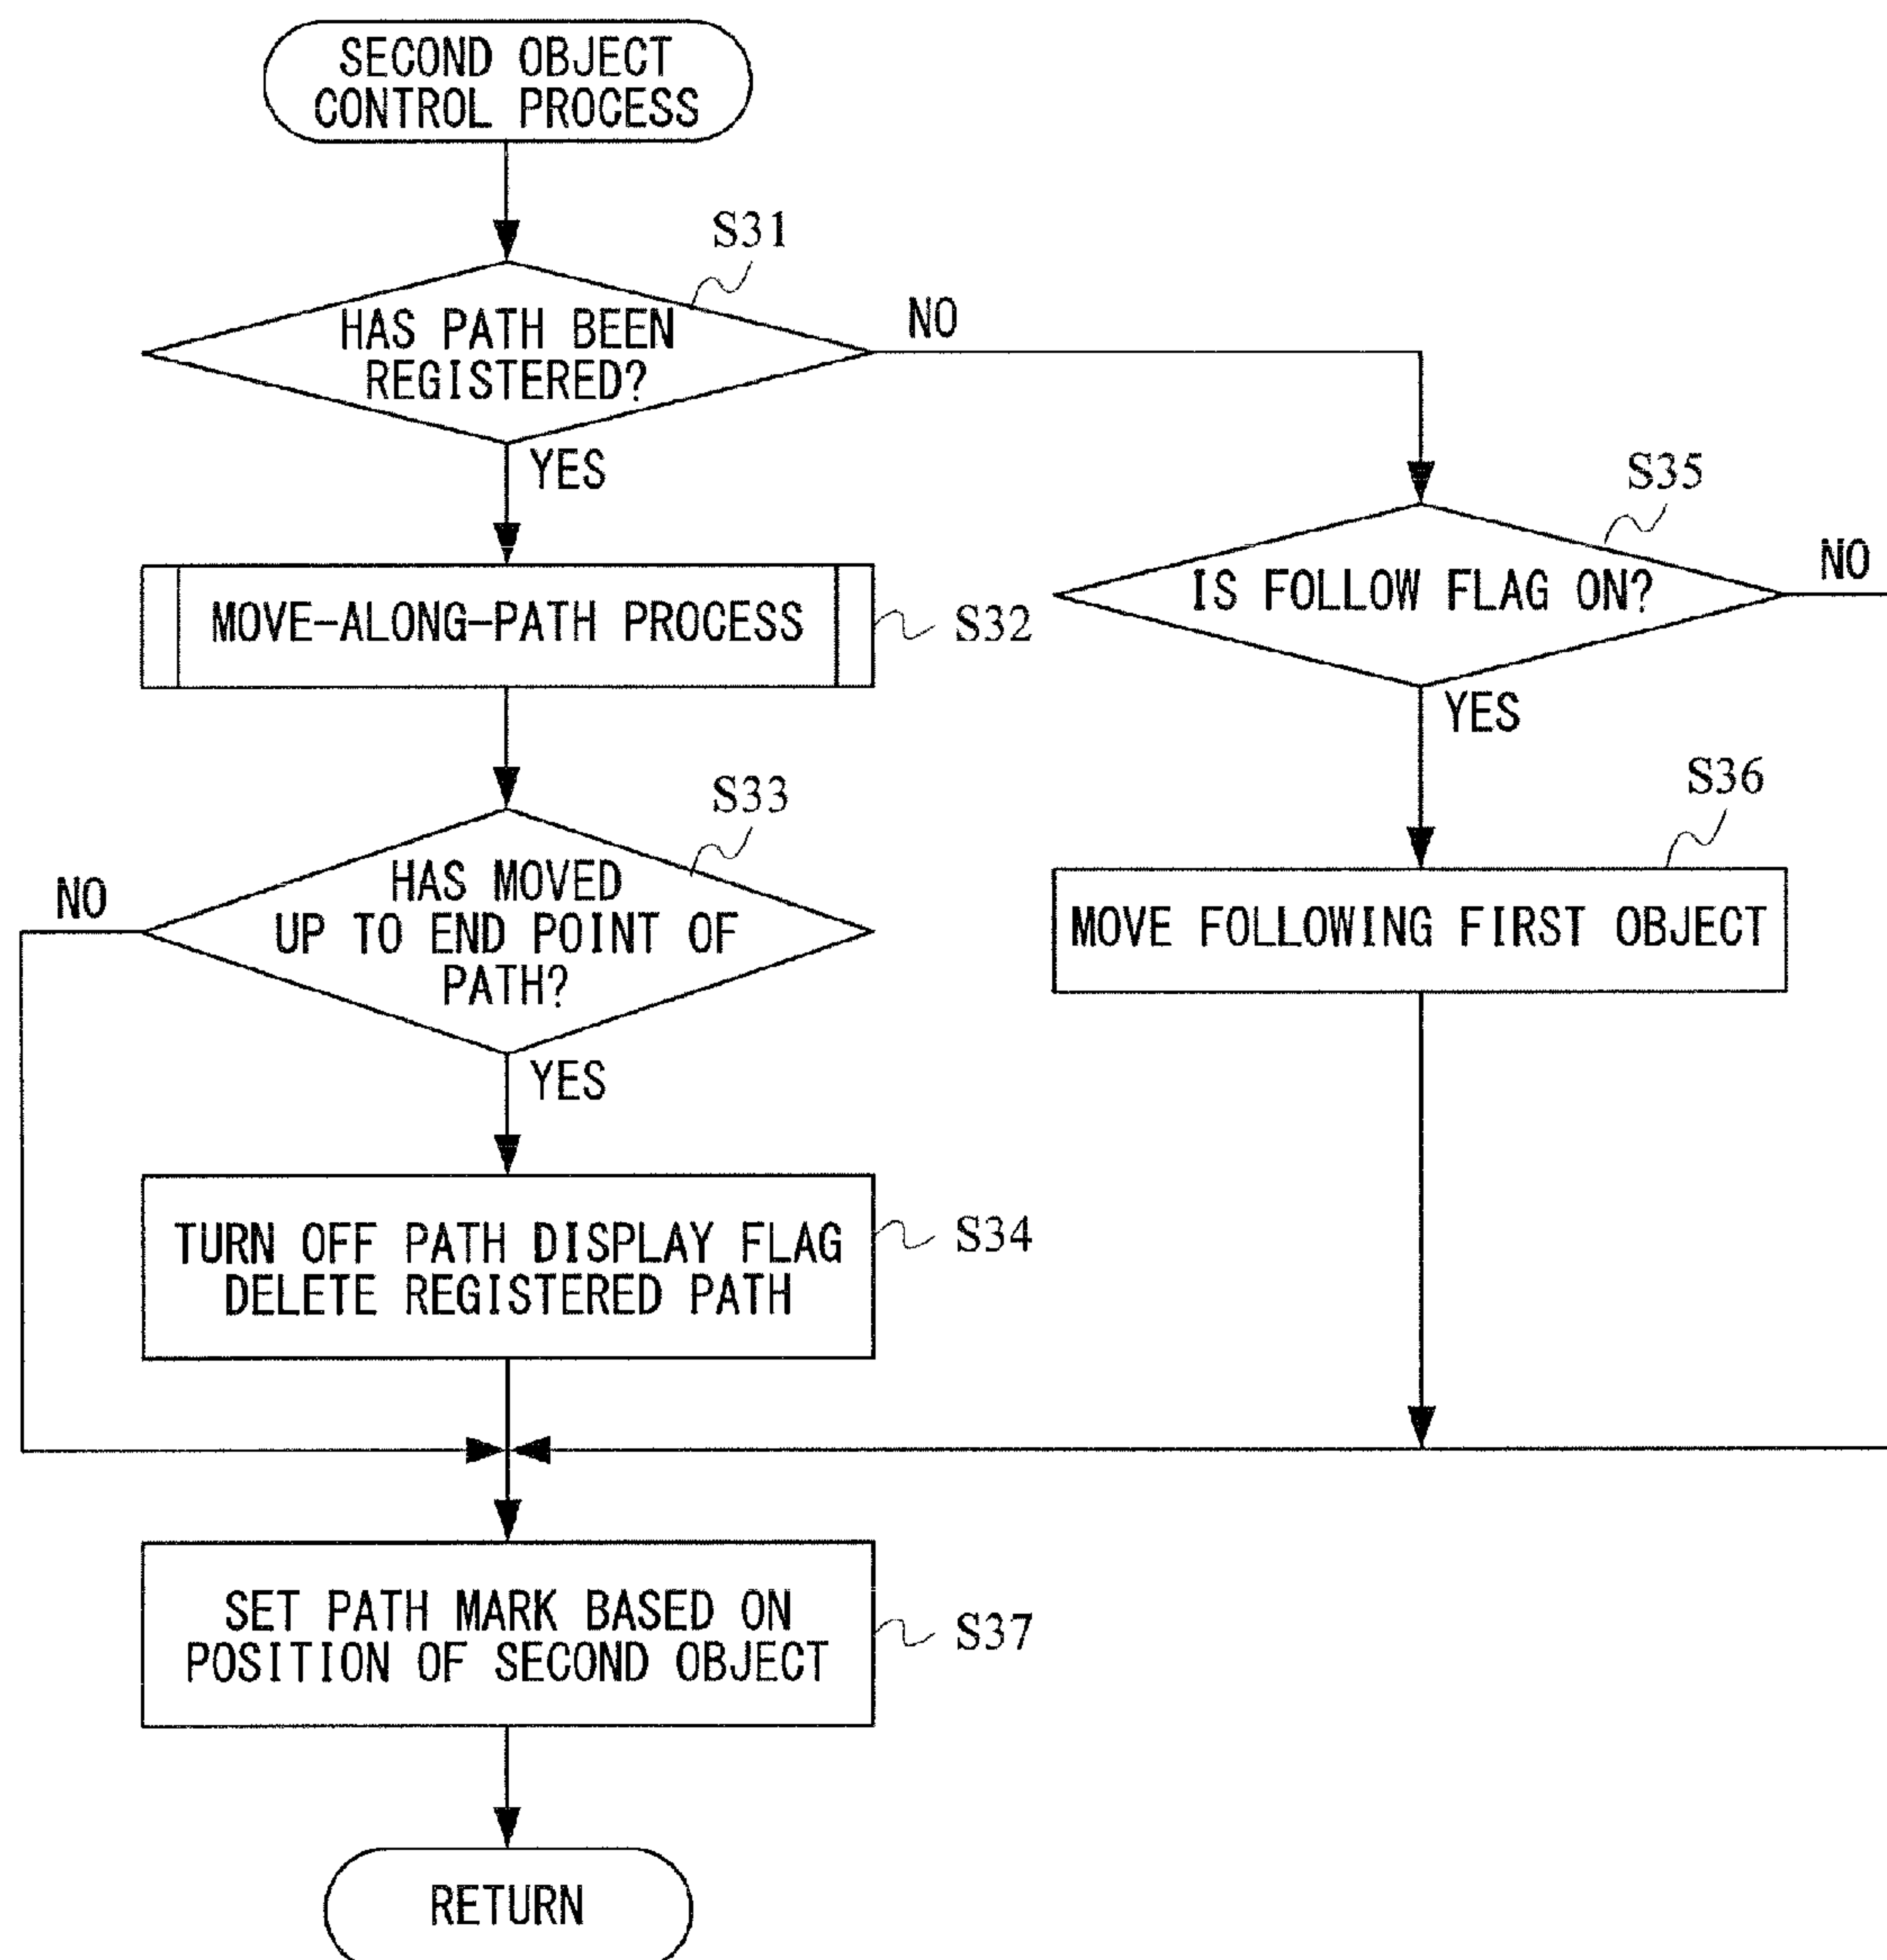 SECOND OBJECT
CONTROL PROCESS
S31
HAS PATH BEEN
REGISTERED?
NO
YES
S35
IS FOLLOW FLAG ON?
NO
YES
MOVE-ALONG-PATH PROCESS
S32
S33
HAS MOVED
UP TO END POINT OF
PATH?
NO
YES
S36
MOVE FOLLOWING FIRST OBJECT
TURN OFF PATH DISPLAY FLAG
DELETE REGISTERED PATH
S34
SET PATH MARK BASED ON
POSITION OF SECOND OBJECT
S37
RETURN